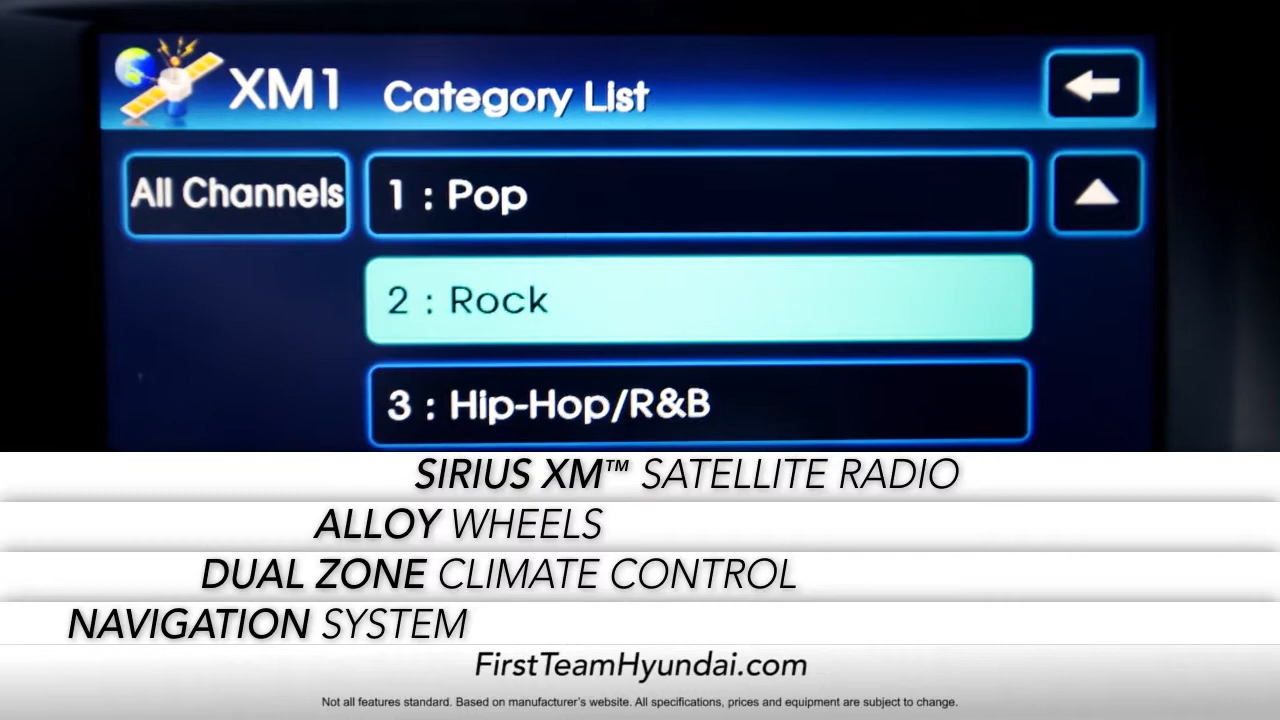 XM1 Category List
All Channels
1 : Pop
2 : Rock
3 : Hip-Hop/R&B
SIRIUS XM™ SATELLITE RADIO
ALLOY WHEELS
DUAL ZONE CLIMATE CONTROL
NAVIGATION SYSTEM
FirstTeamHyundai.com
Not all features standard. Based on manufacturer's website. All specifications, prices and equipment are subject to change.